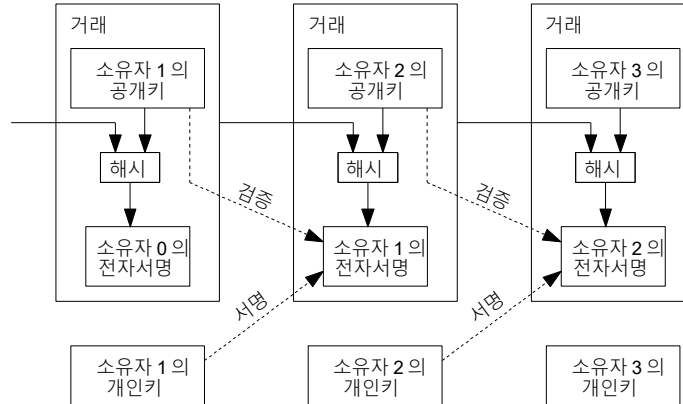 거래
거래
거래
소유자 1 의
공개키
소유자 2 의
공개키
소유자 3 의
공개키
해시
해시
해시
검증
검증
소유자 0 의
전자서명
소유자 1 의
전자서명
소유자 2 의
전자서명
서명
서명
소유자 1 의
개인키
소유자 2 의
개인키
소유자 3 의
개인키